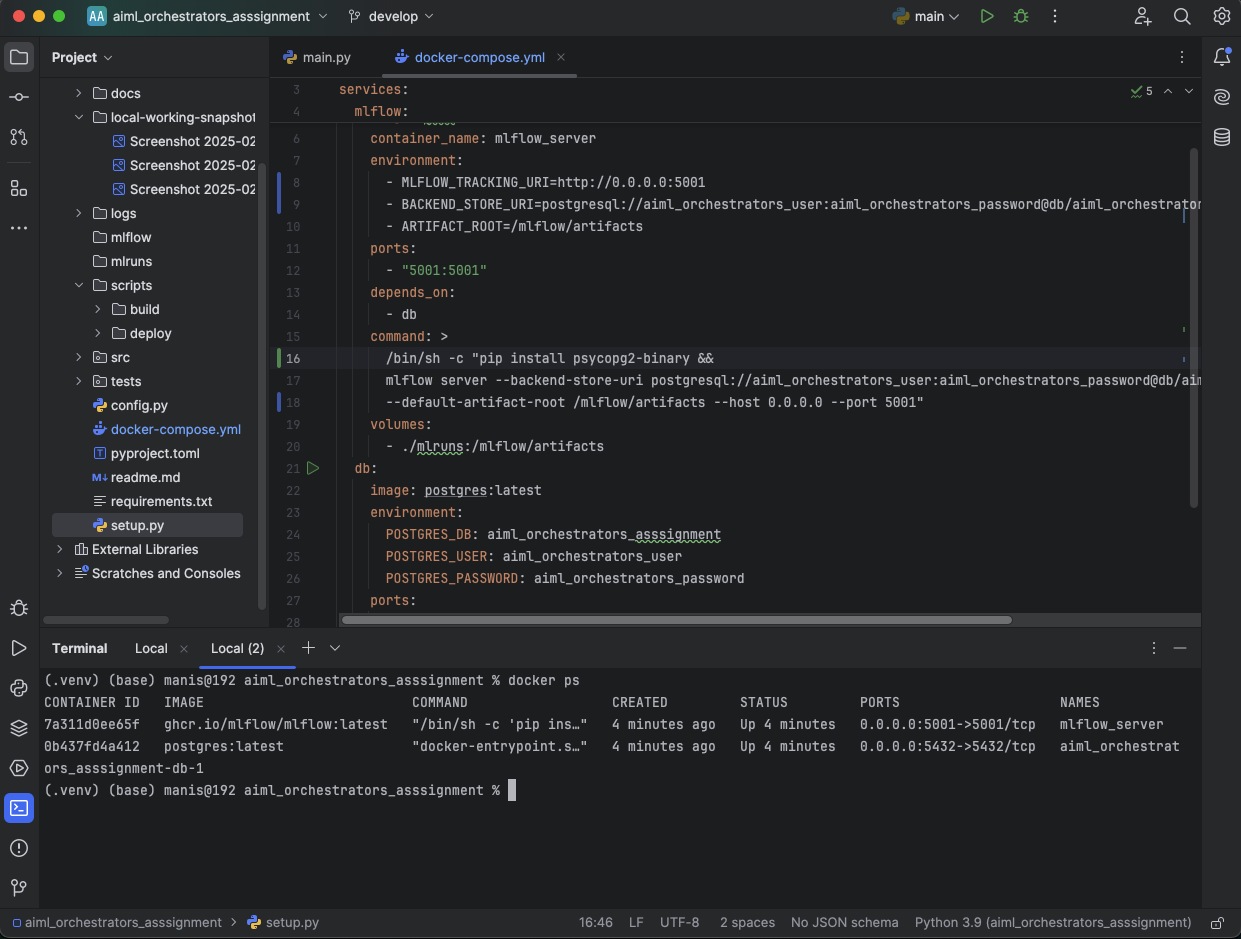 AA aiml_orchestrators_asssignment develop main
Project
main.py docker-compose.yml
docs
local-working-snapshot
Screenshot 2025-02
Screenshot 2025-02
Screenshot 2025-02
logs
mlflow
mlruns
scripts
build
deploy
src
tests
config.py
docker-compose.yml
pyproject.toml
readme.md
requirements.txt
setup.py
External Libraries
Scratches and Consoles
5
3 services:
4 mlflow:
6 container_name: mlflow_server
7 environment:
8 - MLFLOW_TRACKING_URI=http://0.0.0.0:5001
9 - BACKEND_STORE_URI=postgresql://aiml_orchestrators_user:aiml_orchestrators_password@db/aiml_orchestrator
10 - ARTIFACT_ROOT=/mlflow/artifacts
11 ports:
12 - "5001:5001"
13 depends_on:
14 - db
15 command: >
16 /bin/sh -c "pip install psycopg2-binary &&
17 mlflow server --backend-store-uri postgresql://aiml_orchestrators_user:aiml_orchestrators_password@db/aim
18 --default-artifact-root /mlflow/artifacts --host 0.0.0.0 --port 5001"
19 volumes:
20 - ./mlruns:/mlflow/artifacts
21 db:
22 image: postgres:latest
23 environment:
24 POSTGRES_DB: aiml_orchestrators_asssignment
25 POSTGRES_USER: aiml_orchestrators_user
26 POSTGRES_PASSWORD: aiml_orchestrators_password
27 ports:
28
Terminal Local Local (2)
(.venv) (base) manis@192 aiml_orchestrators_asssignment % docker ps
CONTAINER ID IMAGE COMMAND CREATED STATUS PORTS NAMES
7a311d0ee65f ghcr.io/mlflow/mlflow:latest "/bin/sh -c 'pip ins…" 4 minutes ago Up 4 minutes 0.0.0.0:5001->5001/tcp mlflow_server
0b437fd4a412 postgres:latest "docker-entrypoint.s…" 4 minutes ago Up 4 minutes 0.0.0.0:5432->5432/tcp aiml_orchestrat
ors_asssignment-db-1
(.venv) (base) manis@192 aiml_orchestrators_asssignment %
aiml_orchestrators_asssignment > setup.py 16:46 LF UTF-8 2 spaces No JSON schema Python 3.9 (aiml_orchestrators_asssignment)